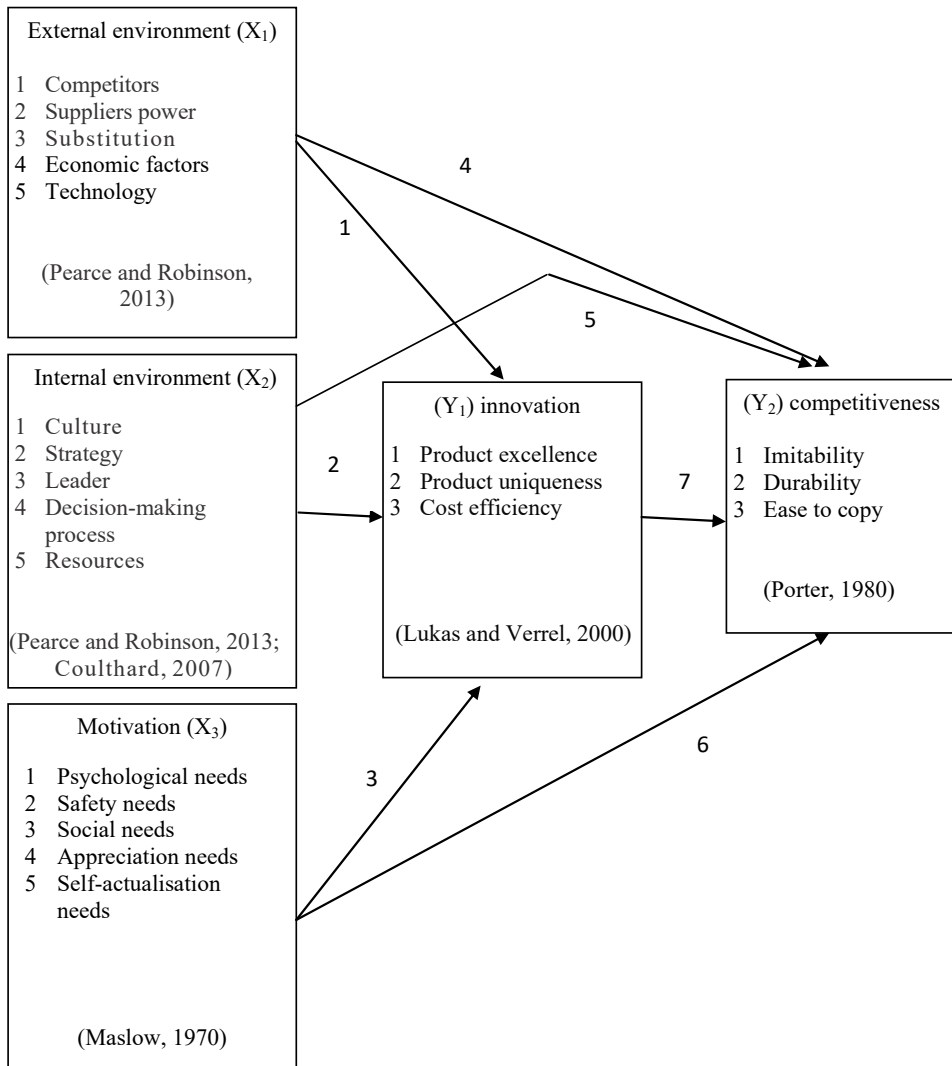 External environment (X₁)
1 Competitors
2 Suppliers power
3 Substitution
4 Economic factors
5 Technology
(Pearce and Robinson,
2013)
Internal environment (X₂)
1 Culture
2 Strategy
3 Leader
4 Decision-making
process
5 Resources
(Pearce and Robinson, 2013;
Coulthard, 2007)
Motivation (X₃)
1 Psychological needs
2 Safety needs
3 Social needs
4 Appreciation needs
5 Self-actualisation
needs
(Maslow, 1970)
1
2
3
(Y₁) innovation
1 Product excellence
2 Product uniqueness
3 Cost efficiency
(Lukas and Verrel, 2000)
4
5
7
6
(Y₂) competitiveness
1 Imitability
2 Durability
3 Ease to copy
(Porter, 1980)